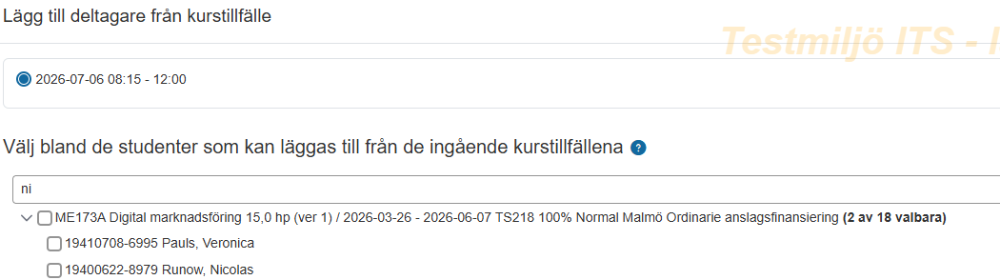 Lägg till deltagare från kurstillfälle
Testmiljö ITS - I
2026-07-06 08:15 - 12:00
Välj bland de studenter som kan läggas till från de ingående kurstillfällena ?
ni
ME173A Digital marknadsföring 15,0 hp (ver 1) / 2026-03-26 - 2026-06-07 TS218 100% Normal Malmö Ordinarie anslagsfinansiering (2 av 18 valbara)
19410708-6995 Pauls, Veronica
19400622-8979 Runow, Nicolas